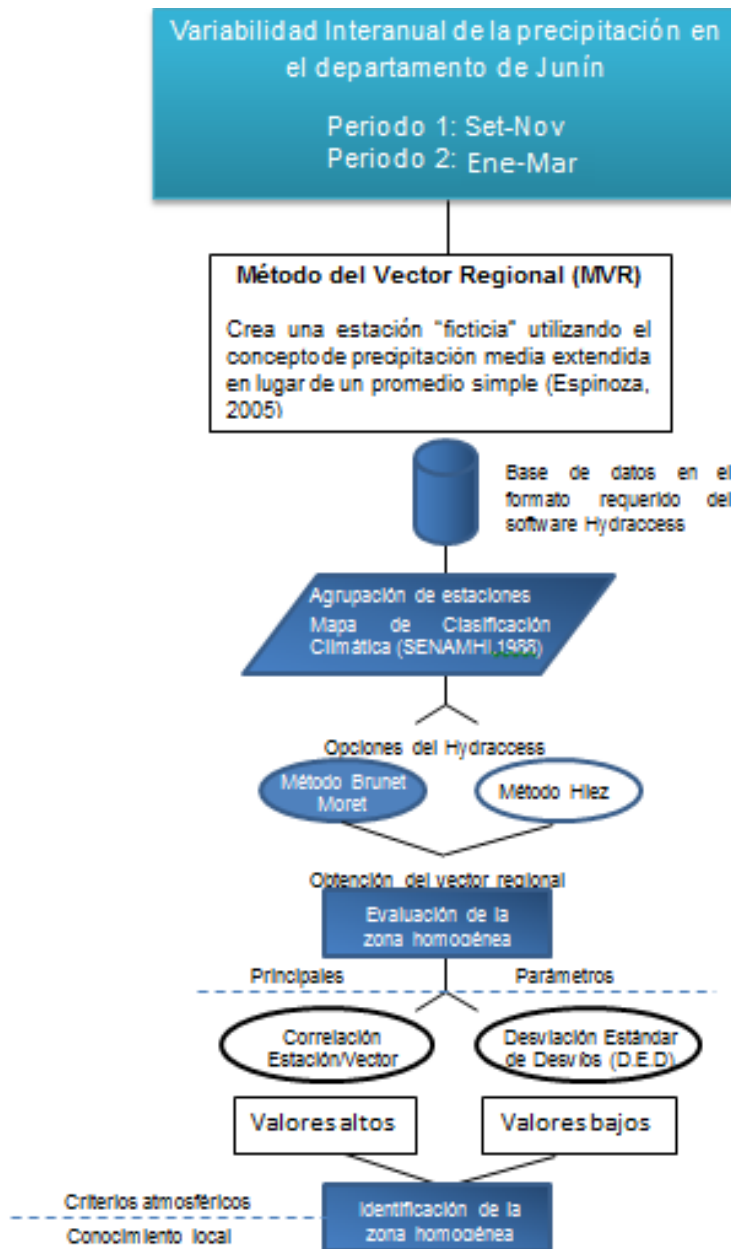 Variabilidad Interanual de la precipitación en
el departamento de Junín
Periodo 1: Set-Nov
Periodo 2: Ene-Mar
Método del Vector Regional (MVR)
Crea una estación "ficticia" utilizando el
concepto de precipitación media extendida
en lugar de un promedio simple (Espinoza,
2005)
Base de datos en el
formato requerido del
software Hydraccess
Agrupación de estaciones
Mapa de Clasificación
Climática (SENAMHI,1988)
Opciones del Hydraccess
Método Brunet
Moret
Método Hiez
Obtención del vector regional
Evaluación de la
zona homogénea
Principales
Parámetros
Correlación
Estación/Vector
Desviación Estándar
de Desvíos (D.E.D).
Valores altos
Valores bajos
Criterios atmosféricos
Conocimiento local
Identificación de la
zona homogénea